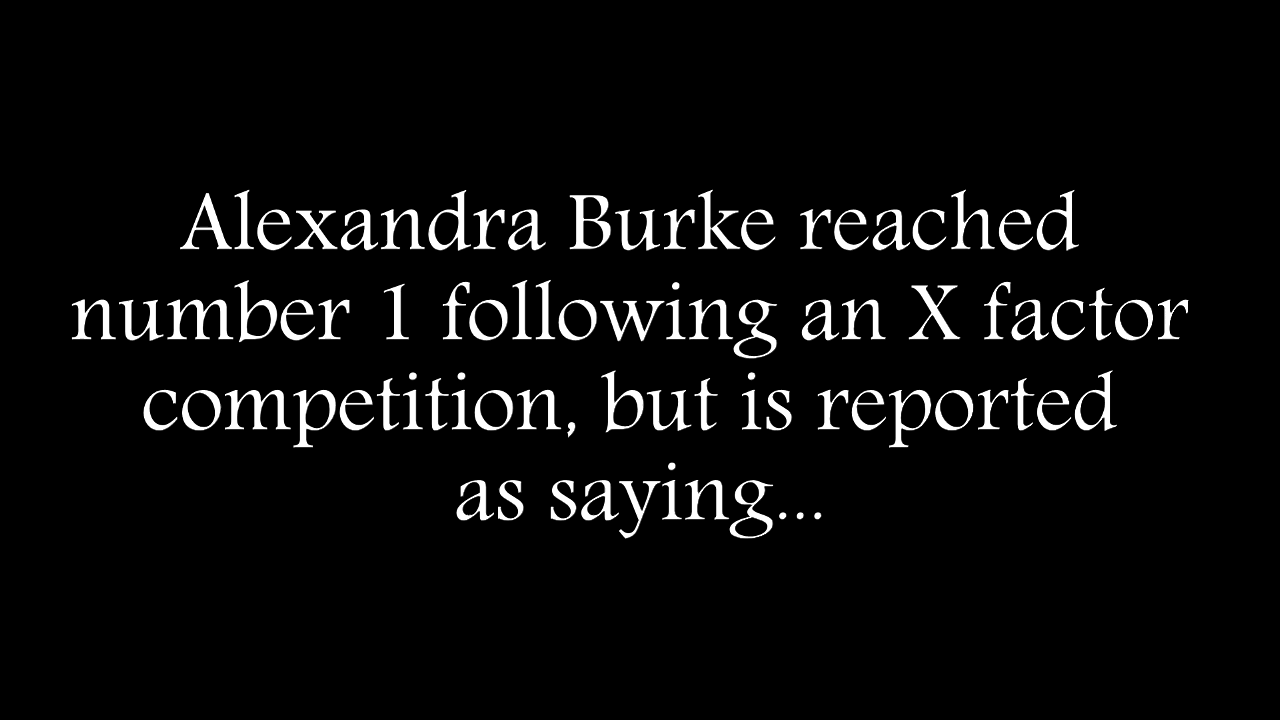 Alexandra Burke reached
number 1 following an X factor
competition, but is reported
as saying...